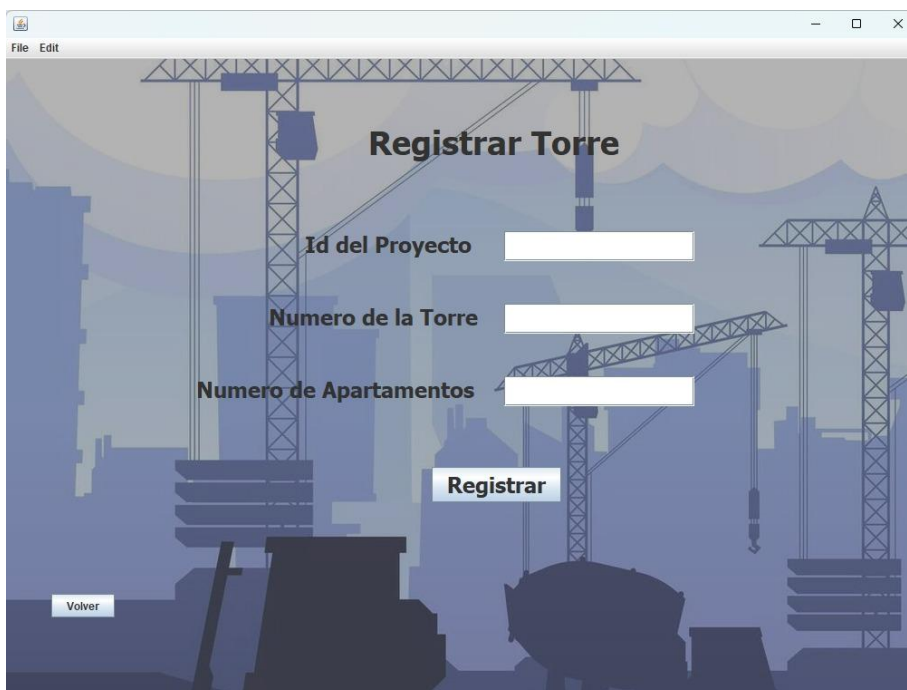 File Edit
Registrar Torre
Id del Proyecto
Numero de la Torre
Numero de Apartamentos
Registrar
Volver